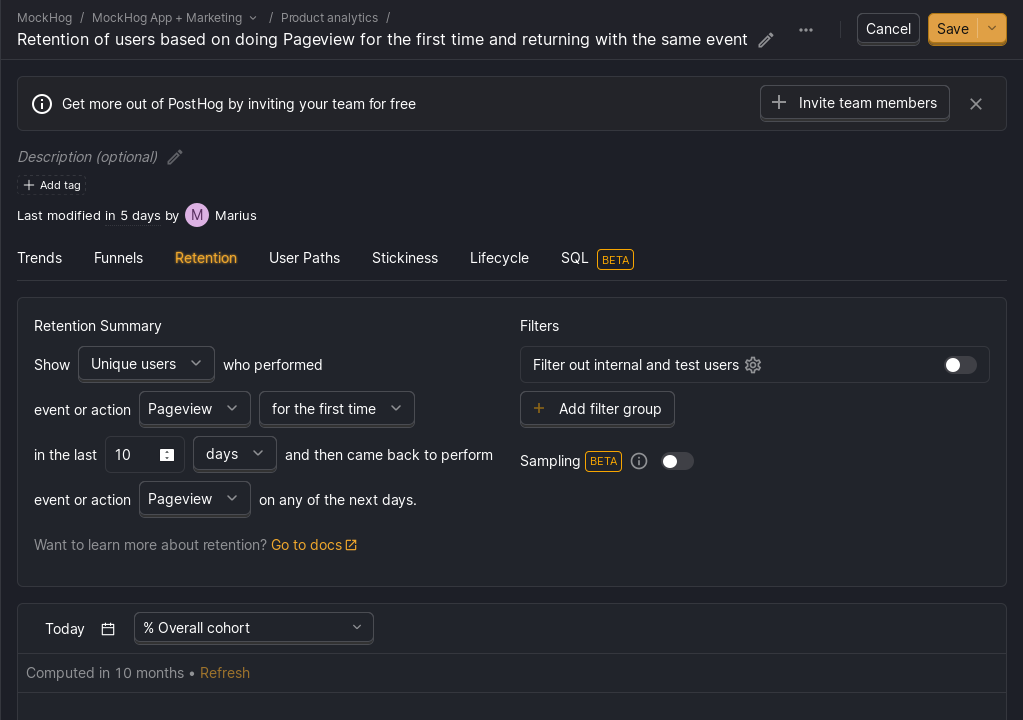 MockHog / MockHog App + Marketing / Product analytics /
Retention of users based on doing Pageview for the first time and returning with the same event
Cancel
Save
Get more out of PostHog by inviting your team for free
Invite team members
Description (optional)
Add tag
Last modified in 5 days by M Marius
Trends Funnels Retention User Paths Stickiness Lifecycle SQL BETA
Retention Summary
Show Unique users who performed
event or action Pageview for the first time
in the last 10 days and then came back to perform
event or action Pageview on any of the next days.
Want to learn more about retention? Go to docs
Filters
Filter out internal and test users
Add filter group
Sampling BETA
Today % Overall cohort
Computed in 10 months • Refresh